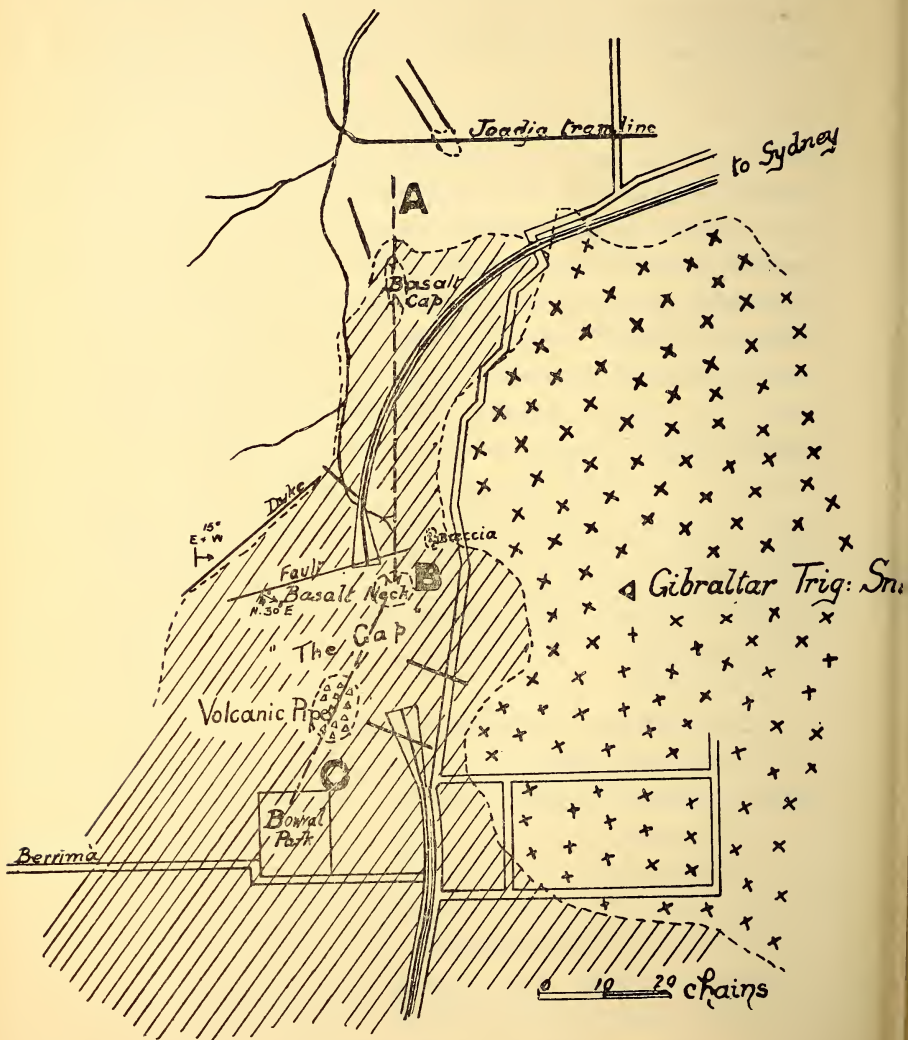 Joadja tramline
to Sydney
A
Basalt
Cap
Dyke
15°
E + W
Breccia
Fault
B
Basalt Neck
N.30°E
Gibraltar Trig: Sn.
"The Gap
Volcanic Pipe
C
Bowral
Park
Berrima
0 10 20 chains